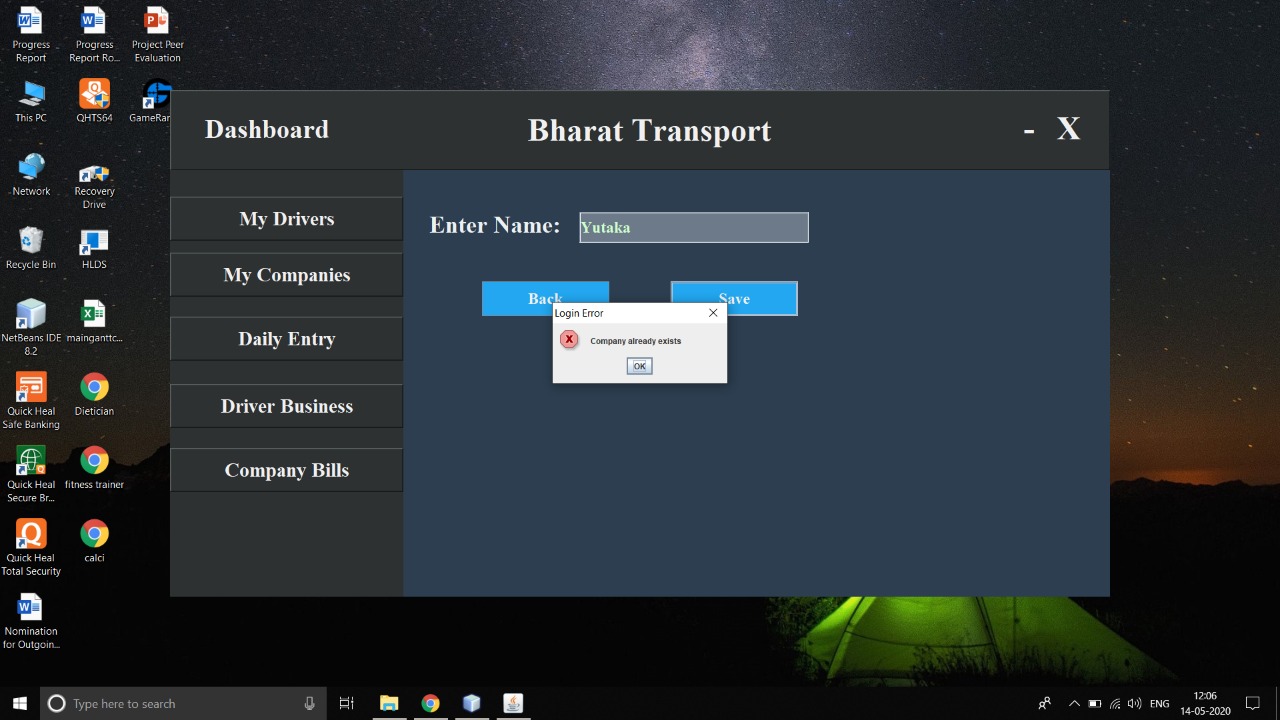 Progress
Report
Progress
Report Ro...
Project Peer
Evaluation
This PC
QHTS64
GameRan
Network
Recovery
Drive
Recycle Bin
HLDS
NetBeans IDE
8.2
mainganttc...
Quick Heal
Safe Banking
Dietician
Quick Heal
Secure Br...
fitness trainer
Quick Heal
Total Security
calci
Nomination
for Outgoin...
Dashboard
Bharat Transport
- X
My Drivers
My Companies
Daily Entry
Driver Business
Company Bills
Enter Name:
Yutaka
Back
Save
Login Error
Company already exists
OK
Type here to search
ENG
12:06
14-05-2020